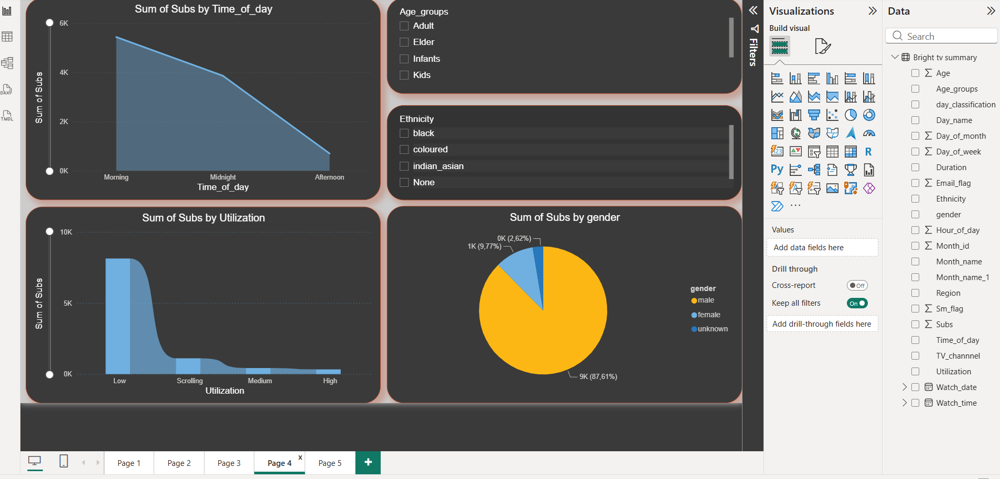 Sum of Subs by Time_of_day
6K
4K
2K
0K
Sum of Subs
Morning
Midnight
Afternoon
Time_of_day
Age_groups
Adult
Elder
Infants
Kids
Ethnicity
black
coloured
indian_asian
None
Sum of Subs by Utilization
10K
5K
0K
Sum of Subs
Low
Scrolling
Medium
High
Utilization
Sum of Subs by gender
0K (2,62%)
1K (9,77%)
9K (87,61%)
gender
male
female
unknown
Page 1
Page 2
Page 3
Page 4
x
Page 5
+
DAX
TMDL
Filters
Visualizations
Build visual
123
R
Py
...
Values
Add data fields here
Drill through
Cross-report
Off
Keep all filters
On
Add drill-through fields here
Data
Search
Bright tv summary
Σ Age
Age_groups
day_classification
Day_name
Σ Day_of_month
Σ Day_of_week
Duration
Σ Email_flag
Ethnicity
gender
Σ Hour_of_day
Σ Month_id
Month_name
Month_name_1
Region
Σ Sm_flag
Σ Subs
Time_of_day
TV_channnel
Utilization
Watch_date
Watch_time